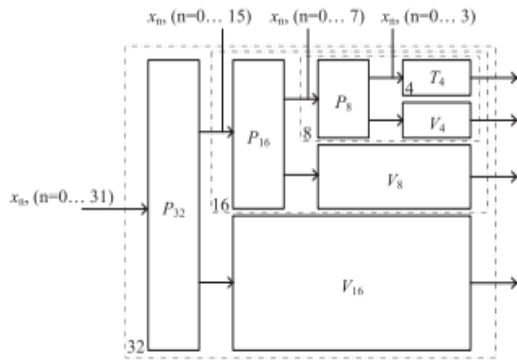 xn, (n=0... 15) xn, (n=0... 7) xn, (n=0... 3)
T4
4
P8
V4
8
P16
V8
16
xn, (n=0... 31)
P32
V16
32